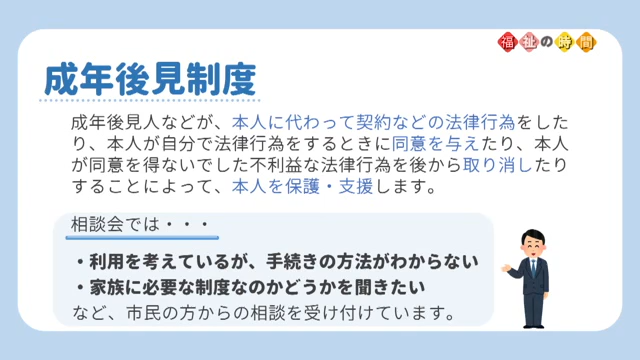 福祉の時間
成年後見制度
成年後見人などが、本人に代わって契約などの法律行為をした
り、本人が自分で法律行為をするときに同意を与えたり、本人
が同意を得ないでした不利益な法律行為を後から取り消したり
することによって、本人を保護・支援します。
相談会では・・・
・利用を考えているが、手続きの方法がわからない
・家族に必要な制度なのかどうかを聞きたい
など、市民の方からの相談を受け付けています。